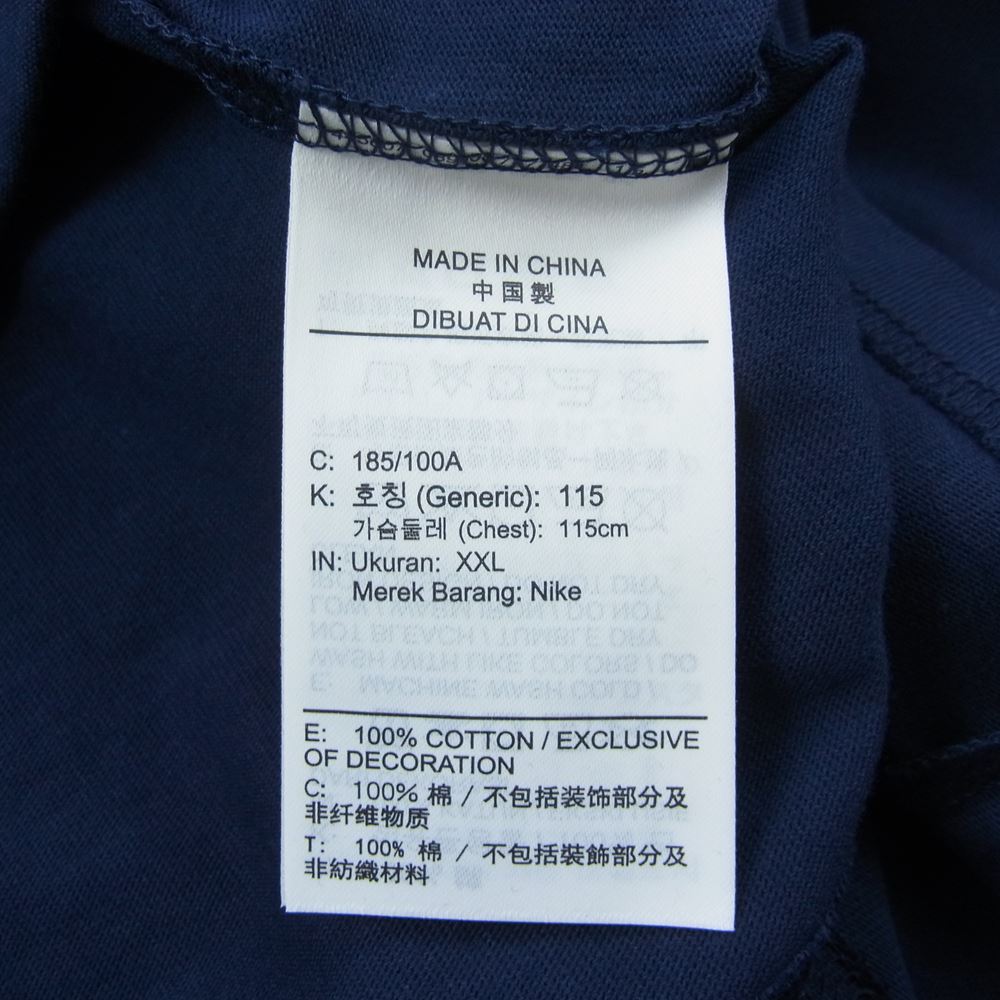 MADE IN CHINA
中国製
DIBUAT DI CINA
C: 185/100A
K: 호칭 (Generic): 115
가슴둘레 (Chest): 115cm
IN: Ukuran: XXL
Merek Barang: Nike
E: 100% COTTON / EXCLUSIVE
OF DECORATION
C: 100% 棉 / 不包括装饰部分及
非纤维物质
T: 100% 棉 / 不包括裝飾部分及
非紡織材料